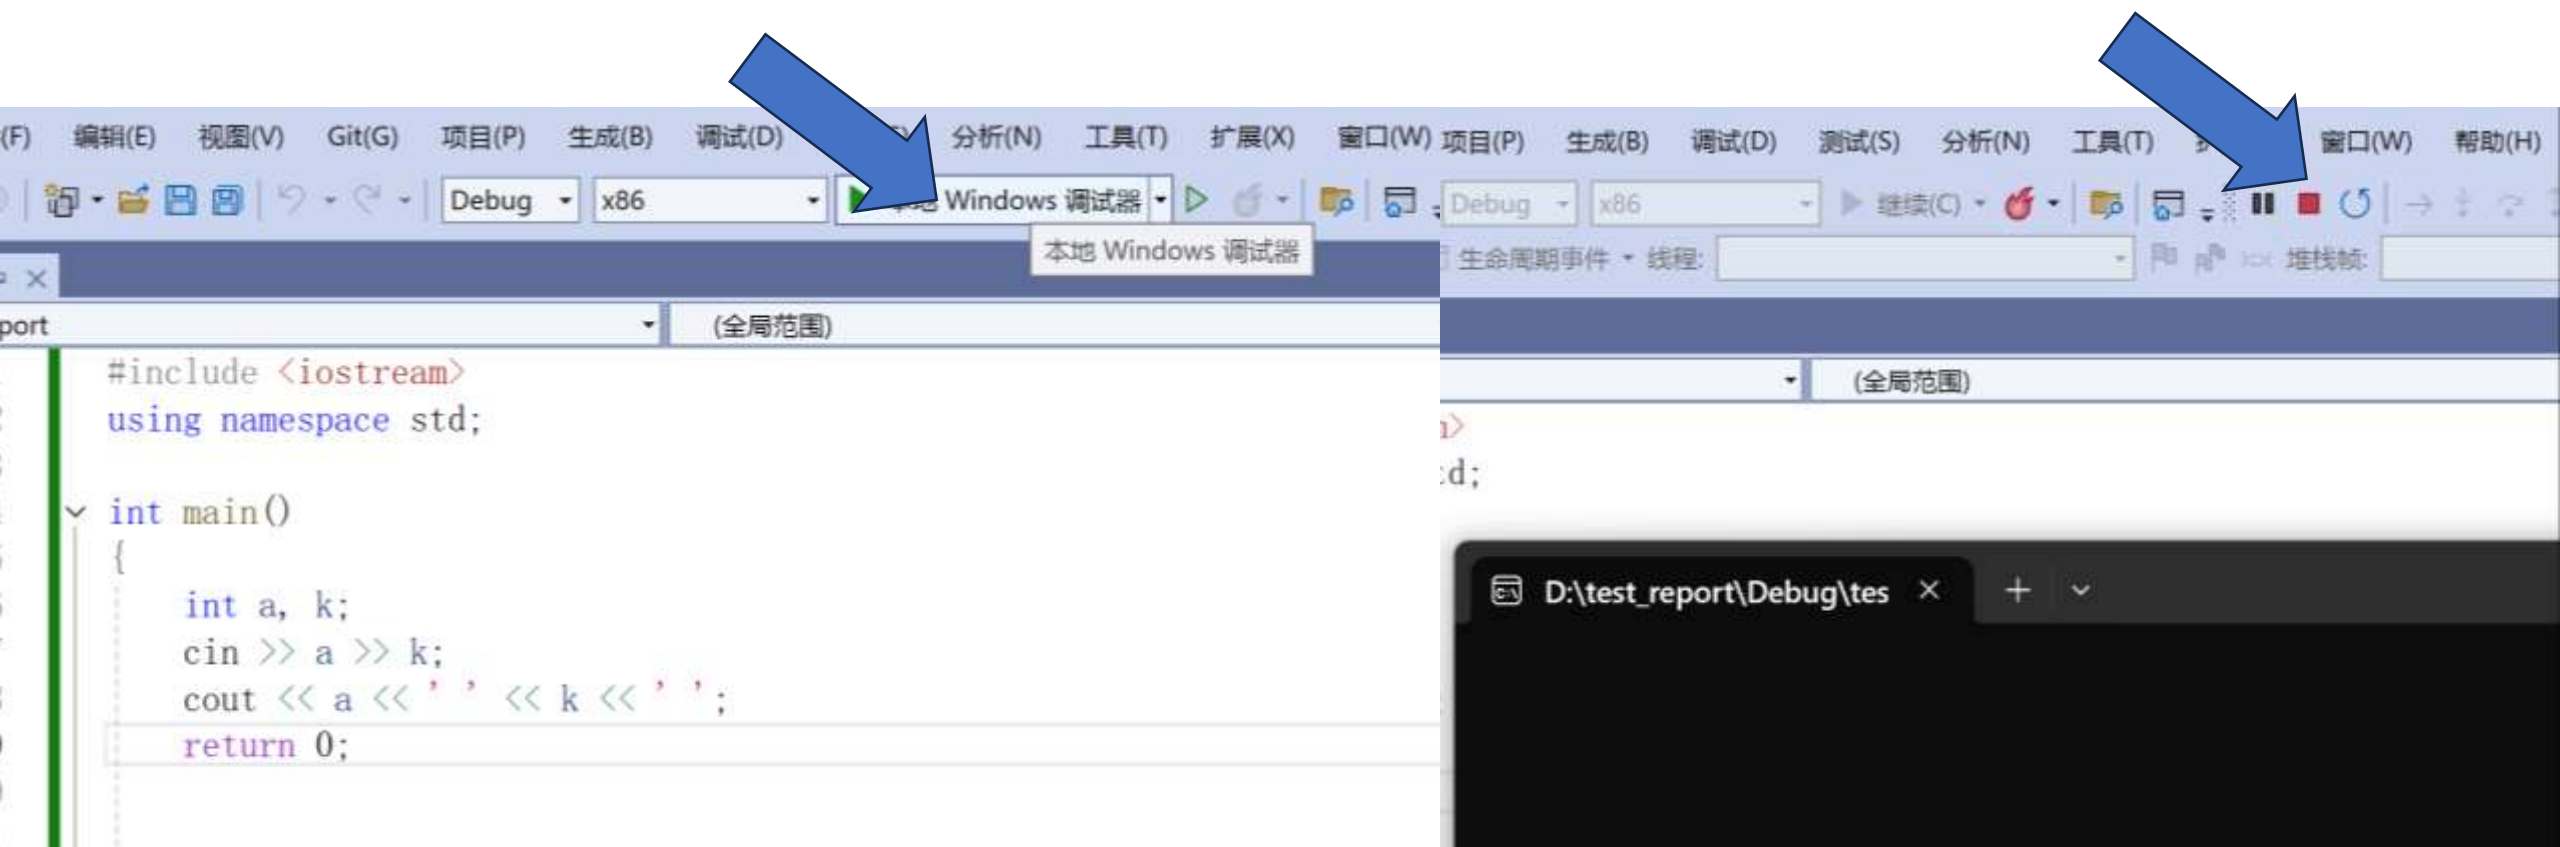 (F) 编辑(E) 视图(V) Git(G) 项目(P) 生成(B) 调试(D) 分析(N) 工具(T) 扩展(X) 窗口(W)
Debug x86 Windows 调试器
本地 Windows 调试器
port (全局范围)
#include <iostream>
using namespace std;
int main()
{
int a, k;
cin >> a >> k;
cout << a << ' ' << k << ' ';
return 0;
项目(P) 生成(B) 调试(D) 测试(S) 分析(N) 工具(T) 窗口(W) 帮助(H)
Debug x86 继续(C)
生命周期事件 线程: 堆栈帧:
(全局范围)
>
d;
D:\test_report\Debug\tes